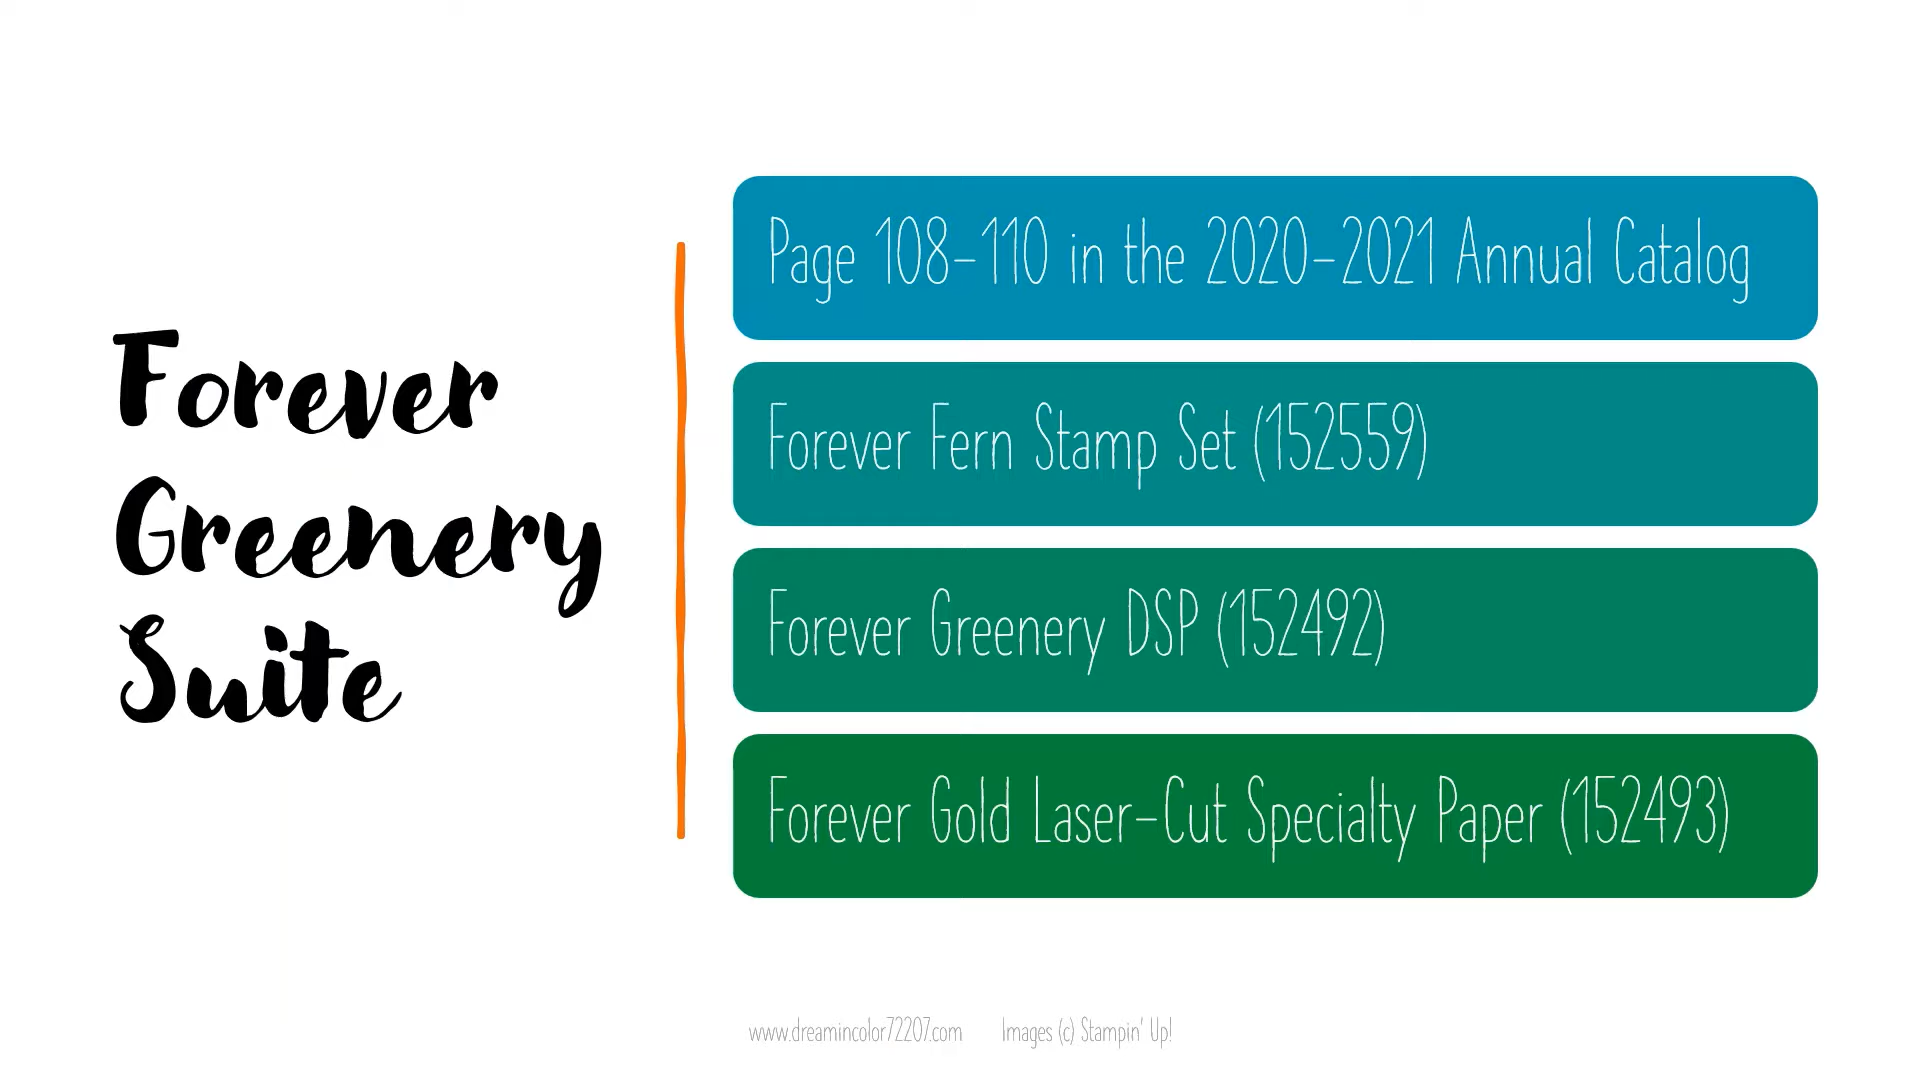 Forever
Greenery
Suite
Page 108-110 in the 2020-2021 Annual Catalog
Forever Fern Stamp Set (152559)
Forever Greenery DSP (152492)
Forever Gold Laser-Cut Specialty Paper (152493)
www.dreamincolor72207.com Images (c) Stampin' Up!